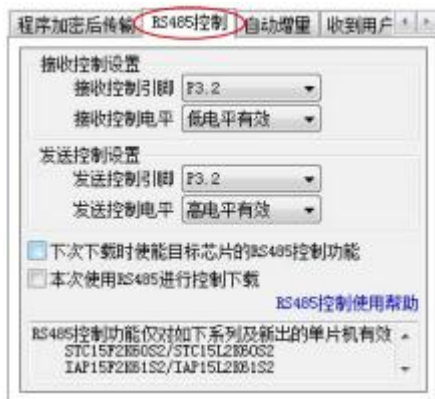 程序加密后传输 RS485控制 自动增量 收到用户
接收控制设置
接收控制引脚 P3.2
接收控制电平 低电平有效
发送控制设置
发送控制引脚 P3.2
发送控制电平 高电平有效
下次下载时使能目标芯片的RS485控制功能
本次使用RS485进行控制下载
RS485控制使用帮助
RS485控制功能仅对如下系列及新出的单片机有效
STC15F2K60S2/STC15L2K60S2
IAP15F2K61S2/IAP15L2K61S2